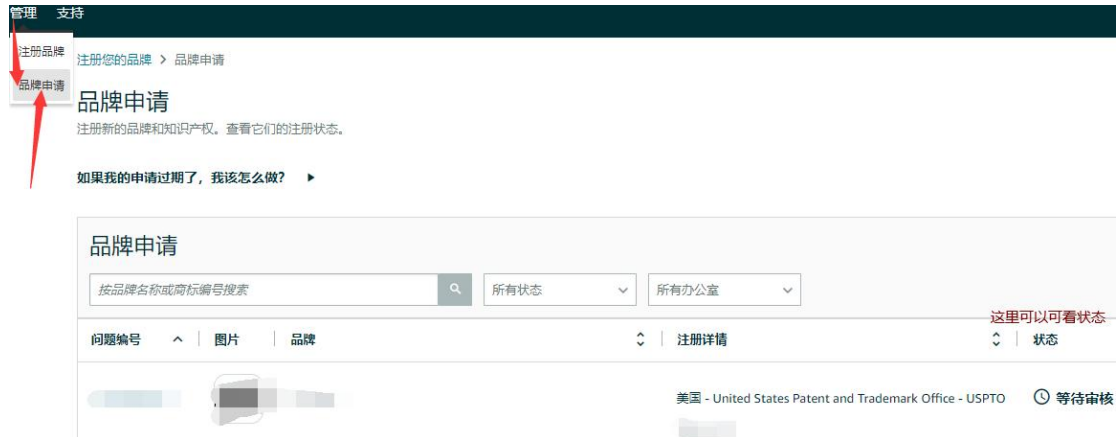 管理 支持
注册品牌
注册您的品牌 > 品牌申请
品牌申请
品牌申请
注册新的品牌和知识产权。查看它们的注册状态。
如果我的申请过期了，我该怎么做？
品牌申请
按品牌名称或商标编号搜索 所有状态 所有办公室
这里可以可看状态
问题编号 图片 品牌 注册详情 状态
美国 - United States Patent and Trademark Office - USPTO 等待审核